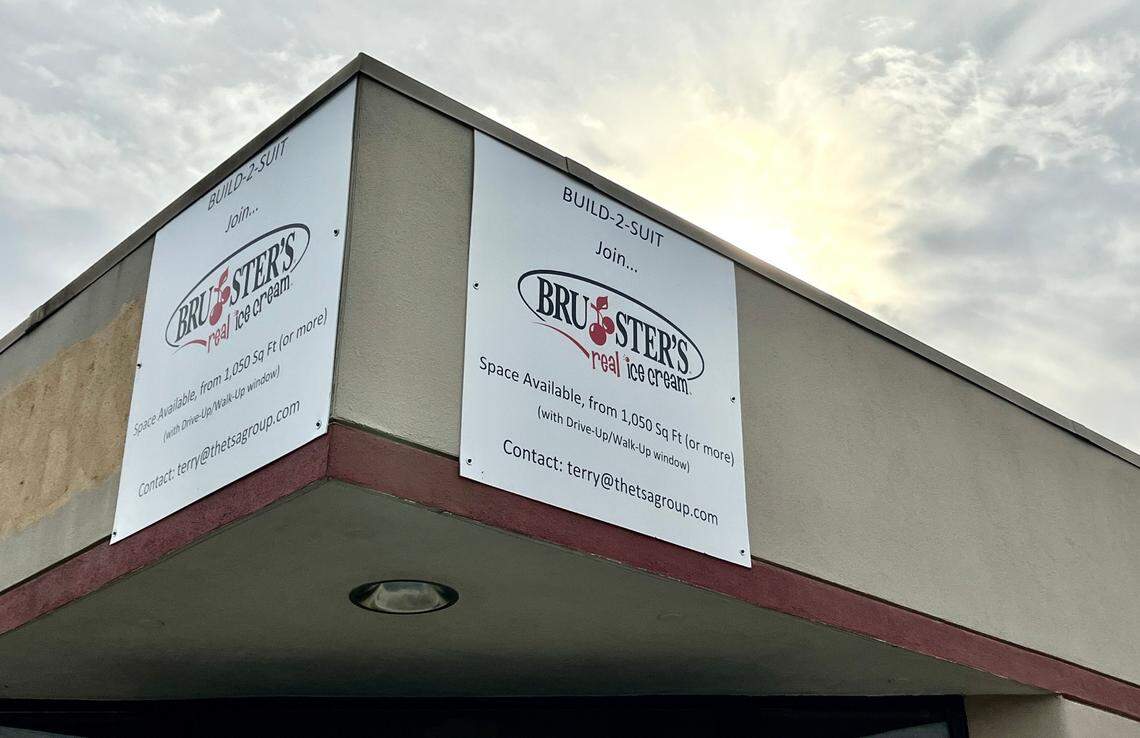 BUILD-2-SUIT
Join...
BRUSTER'S
real ice cream
Space Available, from 1,050 Sq Ft (or more)
(with Drive-Up/Walk-Up window)
Contact: terry@thetsagroup.com
BUILD-2-SUIT
Join...
BRUSTER'S
real ice cream
Space Available, from 1,050 Sq Ft (or more)
(with Drive-Up/Walk-Up window)
Contact: terry@thetsagroup.com